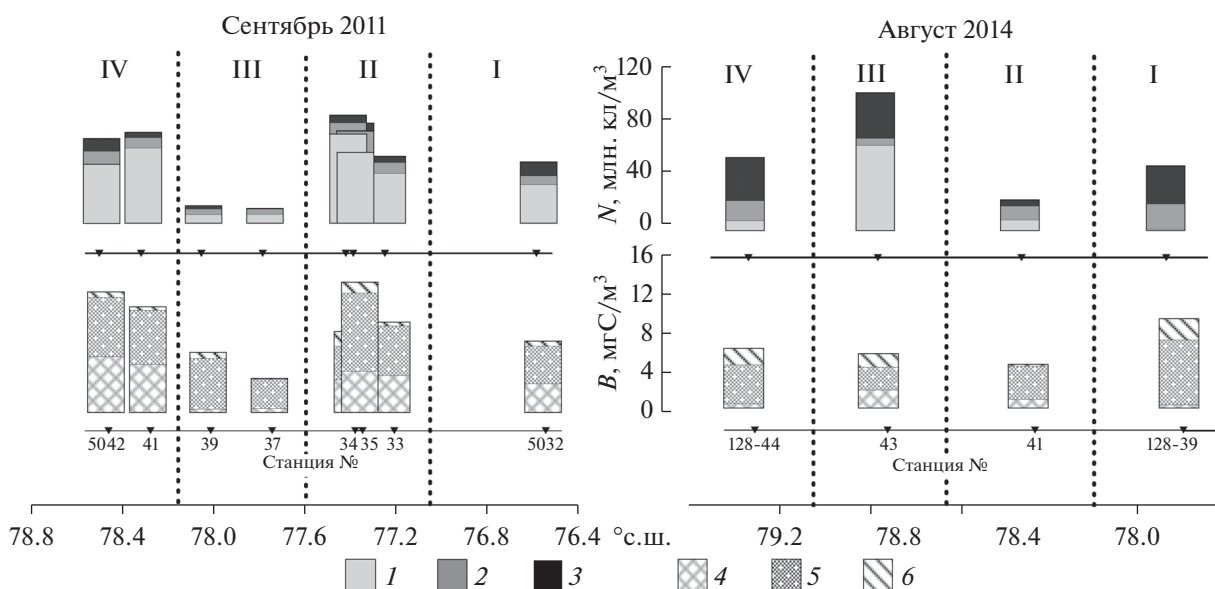 Сентябрь 2011
Август 2014
IV III II I
IV III II I
120
80
40
0
N, млн. кл/м³
16
12
8
4
0
B, мгС/м³
5042 41 39 37 34 35 33 5032
Станция №
128-44 43 41 128-39
Станция №
78.8 78.4 78.0 77.6 77.2 76.8 76.4 °с.ш. 79.2 78.8 78.4 78.0
1 2 3 4 5 6